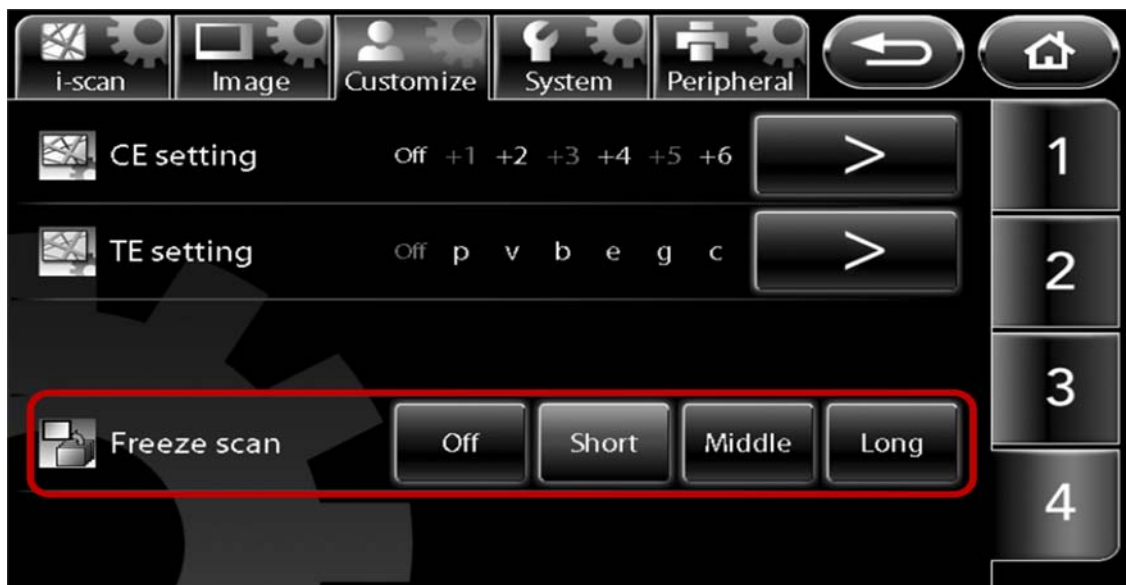 i-scan Image Customize System Peripheral
CE setting Off +1 +2 +3 +4 +5 +6 > 1
TE setting Off p v b e g c > 2
3
Freeze scan Off Short Middle Long
4